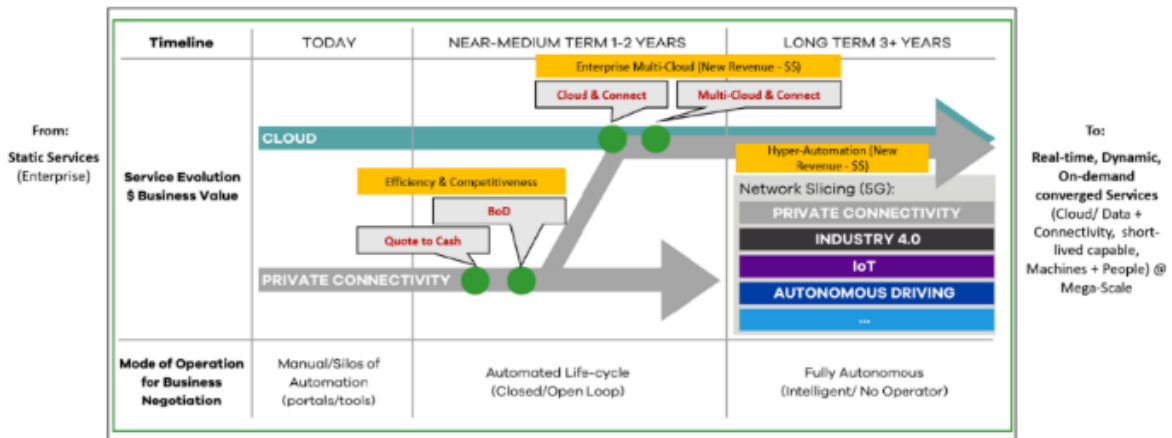 Timeline
TODAY
NEAR-MEDIUM TERM 1-2 YEARS
LONG TERM 3+ YEARS
From:
Static Services
(Enterprise)
Service Evolution
$ Business Value
Enterprise Multi-Cloud (New Revenue - $$)
Cloud & Connect
Multi-Cloud & Connect
CLOUD
Efficiency & Competitiveness
BoD
Quote to Cash
PRIVATE CONNECTIVITY
Hyper-Automation (New
Revenue - $$)
Network Slicing (5G):
PRIVATE CONNECTIVITY
INDUSTRY 4.0
IoT
AUTONOMOUS DRIVING
...
To:
Real-time, Dynamic,
On-demand
converged Services
(Cloud/ Data +
Connectivity, short-
lived capable,
Machines + People) @
Mega-Scale
Mode of Operation
for Business
Negotiation
Manual/Silos of
Automation
(portals/tools)
Automated Life-cycle
(Closed/Open Loop)
Fully Autonomous
(Intelligent/ No Operator)